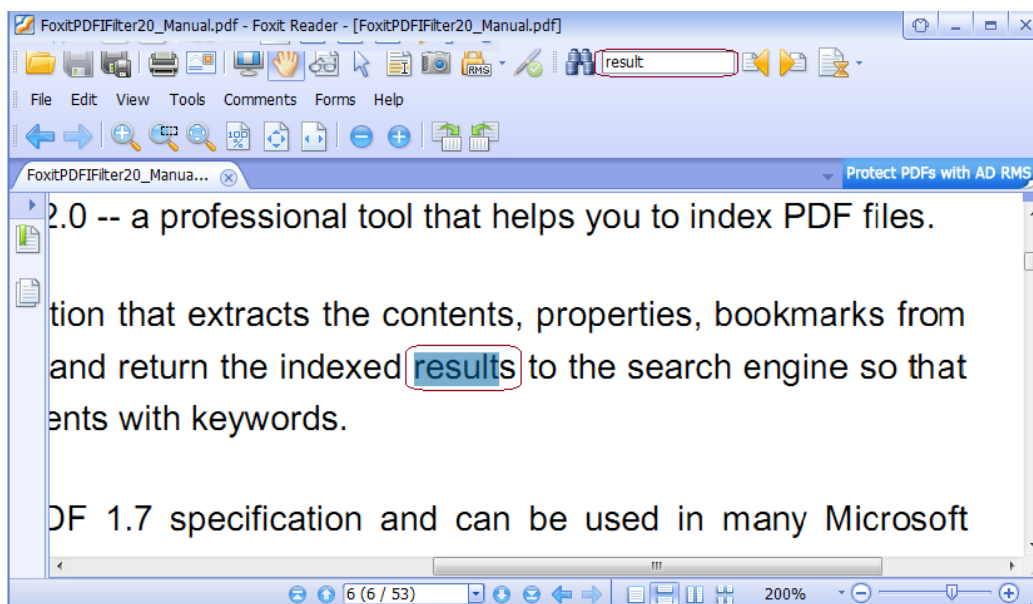 FoxitPDFIFilter20_Manual.pdf - Foxit Reader - [FoxitPDFIFilter20_Manual.pdf]
RMS
result
File Edit View Tools Comments Forms Help
100%
FoxitPDFIFilter20_Manua...
Protect PDFs with AD RMS
2.0 -- a professional tool that helps you to index PDF files.
tion that extracts the contents, properties, bookmarks from
and return the indexed results to the search engine so that
ents with keywords.
DF 1.7 specification and can be used in many Microsoft
6 (6 / 53)
200%